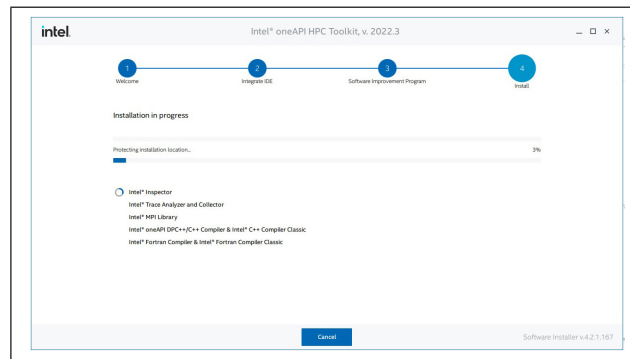 intel.
Intel® oneAPI HPC Toolkit, v. 2022.3
1
2
3
4
Welcome
Integrate IDE
Software Improvement Program
Install
Installation in progress
Protecting installation location...
3%
Intel® Inspector
Intel® Trace Analyzer and Collector
Intel® MPI Library
Intel® oneAPI DPC++/C++ Compiler & Intel® C++ Compiler Classic
Intel® Fortran Compiler & Intel® Fortran Compiler Classic
Cancel
Software Installer v.4.2.1.167